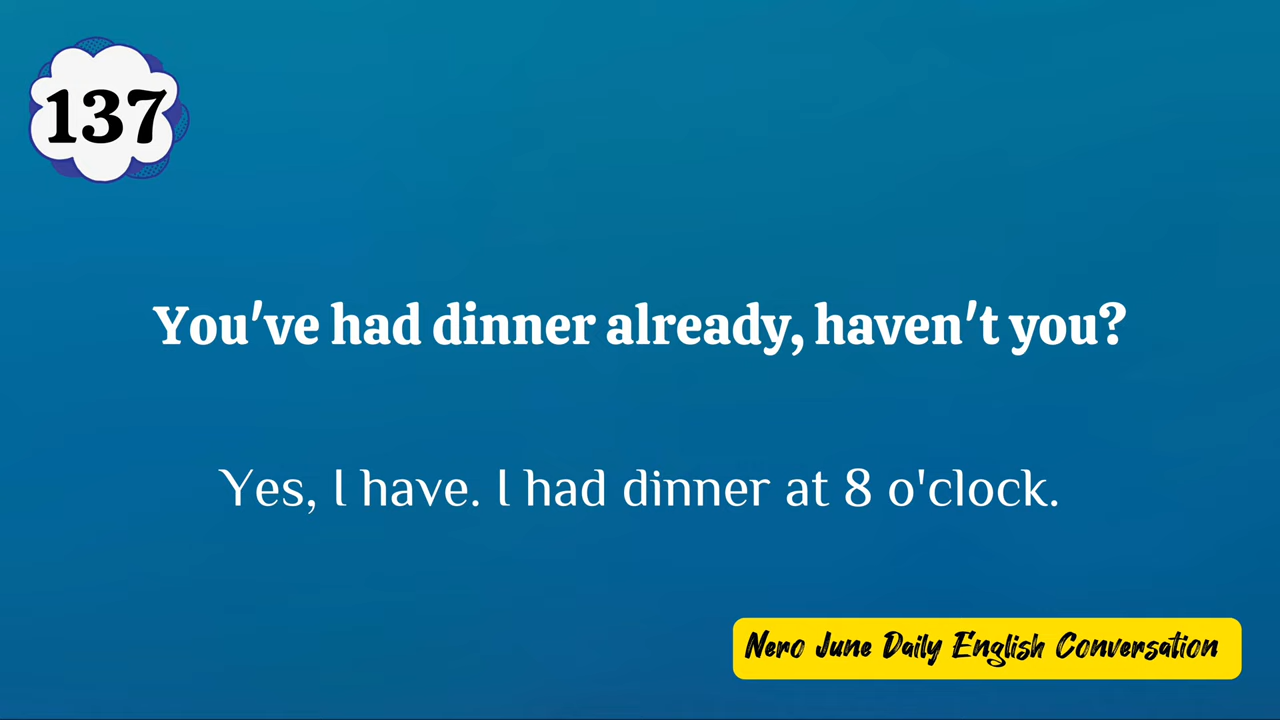 137
You've had dinner already, haven't you?
Yes, I have. I had dinner at 8 o'clock.
Nero June Daily English Conversation